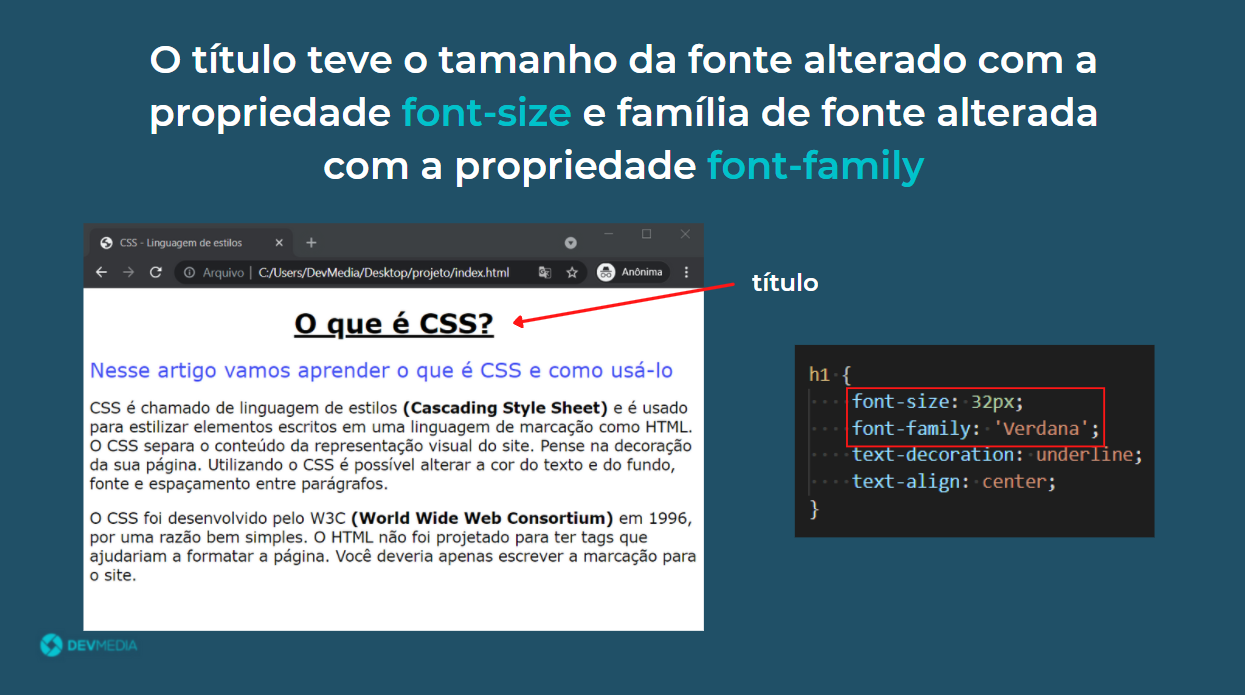 O título teve o tamanho da fonte alterado com a
propriedade font-size e família de fonte alterada
com a propriedade font-family
CSS - Linguagem de estilos
Arquivo | C:/Users/DevMedia/Desktop/projeto/index.html
Anônima
O que é CSS?
Nesse artigo vamos aprender o que é CSS e como usá-lo
CSS é chamado de linguagem de estilos (Cascading Style Sheet) e é usado
para estilizar elementos escritos em uma linguagem de marcação como HTML.
O CSS separa o conteúdo da representação visual do site. Pense na decoração
da sua página. Utilizando o CSS é possível alterar a cor do texto e do fundo,
fonte e espaçamento entre parágrafos.
O CSS foi desenvolvido pelo W3C (World Wide Web Consortium) em 1996,
por uma razão bem simples. O HTML não foi projetado para ter tags que
ajudariam a formatar a página. Você deveria apenas escrever a marcação para
o site.
título
h1 {
font-size: 32px;
font-family: 'Verdana';
text-decoration: underline;
text-align: center;
}
DEVMEDIA